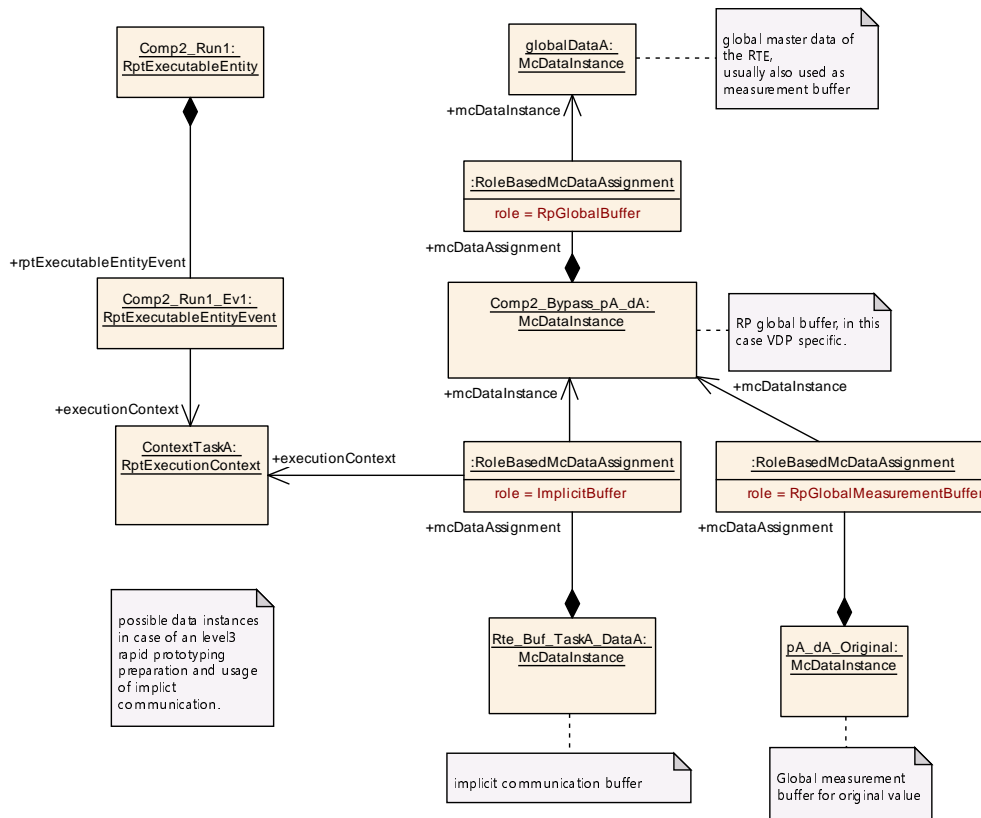 Comp2_Run1:
RptExecutableEntity
globalDataA:
McDataInstance
global master data of
the RTE,
usually also used as
measurement buffer
+mcDataInstance
:RoleBasedMcDataAssignment
role = RpGlobalBuffer
+mcDataAssignment
+rptExecutableEntityEvent
Comp2_Run1_Ev1:
RptExecutableEntityEvent
Comp2_Bypass_pA_dA:
McDataInstance
RP global buffer, in this
case VDP specific.
+mcDataInstance
+mcDataInstance
+executionContext
ContextTaskA:
RptExecutionContext
+executionContext
:RoleBasedMcDataAssignment
role = ImplicitBuffer
:RoleBasedMcDataAssignment
role = RpGlobalMeasurementBuffer
+mcDataAssignment
+mcDataAssignment
possible data instances
in case of an level3
rapid prototyping
preparation and usage
of implict
communication.
Rte_Buf_TaskA_DataA:
McDataInstance
pA_dA_Original:
McDataInstance
implicit communication buffer
Global measurement
buffer for original value